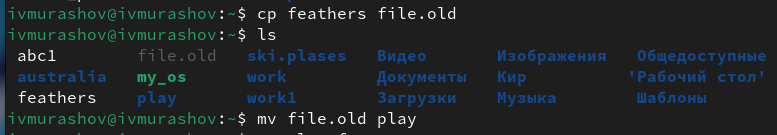 ivmurashov@ivmurashov:~$ cp feathers file.old
ivmurashov@ivmurashov:~$ ls
abc1 file.old ski.plases Видео Изображения Общедоступные
australia my_os work Документы Кир 'Рабочий стол'
feathers play work1 Загрузки Музыка Шаблоны
ivmurashov@ivmurashov:~$ mv file.old play